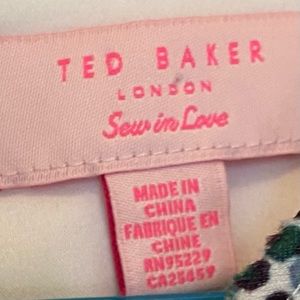 TED BAKER
LONDON
Sew in Love
MADE IN
CHINA
FABRIQUE EN
CHINE
RN95229
CA25459